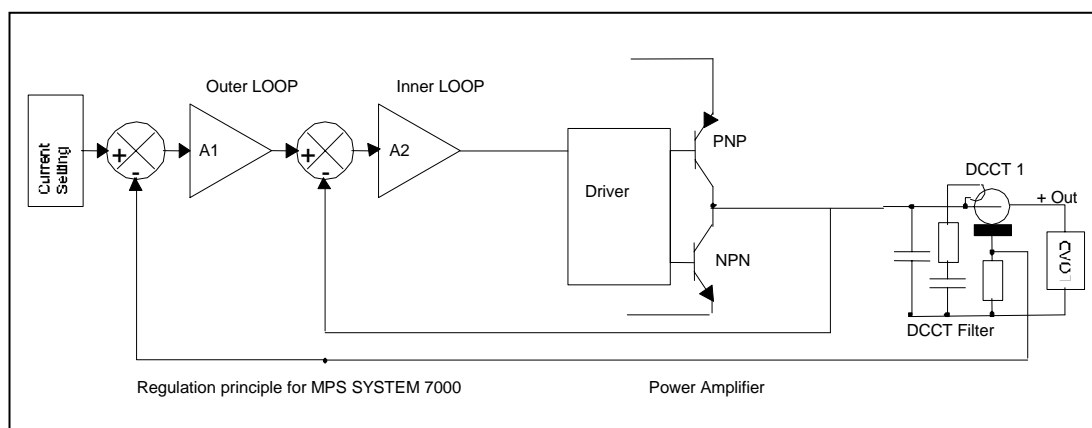 Outer LOOP
Inner LOOP
Current
Setting
+
-
A1
+
-
A2
Driver
PNP
NPN
DCCT 1
+ Out
DCCT Filter
Regulation principle for MPS SYSTEM 7000
Power Amplifier